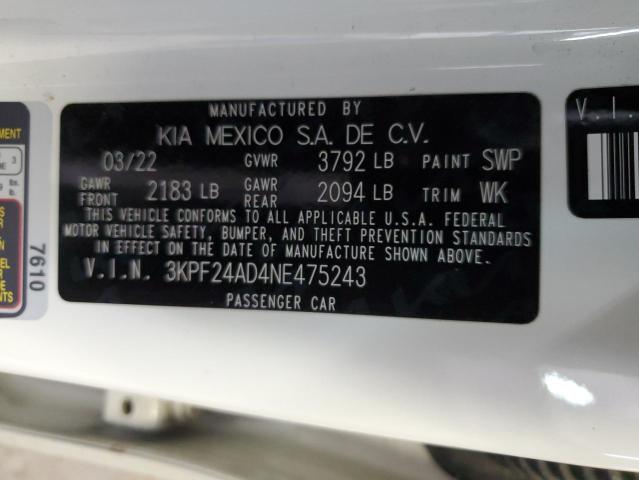 MANUFACTURED BY
KIA MEXICO S.A. DE C.V.
03/22 GVWR 3792 LB PAINT SWP
GAWR FRONT 2183 LB GAWR REAR 2094 LB TRIM WK
THIS VEHICLE CONFORMS TO ALL APPLICABLE U.S.A. FEDERAL
MOTOR VEHICLE SAFETY, BUMPER, AND THEFT PREVENTION STANDARDS
IN EFFECT ON THE DATE OF MANUFACTURE SHOWN ABOVE.
V.I.N. 3KPF24AD4NE475243
PASSENGER CAR
7610
V.I.